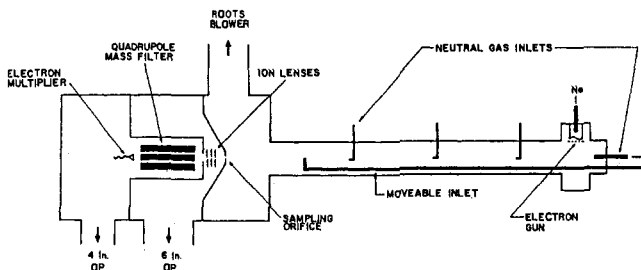 ROOTS
BLOWER
QUADRUPOLE
MASS FILTER
ELECTRON
MULTIPLIER
ION LENSES
NEUTRAL GAS INLETS
Ne
MOVEABLE INLET
SAMPLING
ORIFICE
ELECTRON
GUN
4 In.
DP
6 In.
DP